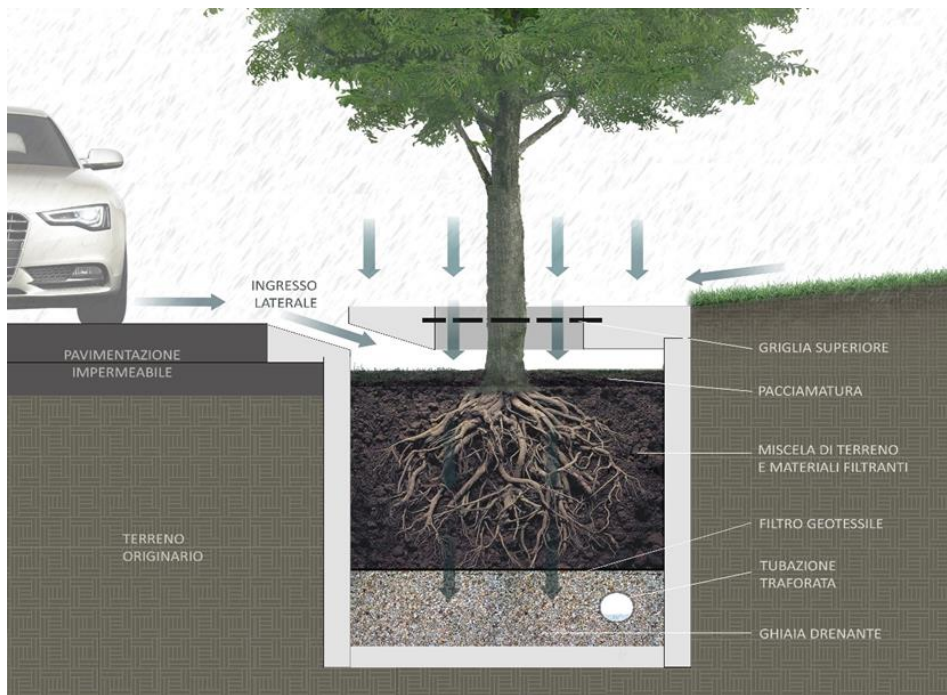 INGRESSO
LATERALE
PAVIMENTAZIONE
IMPERMEABILE
TERRENO
ORIGINARIO
GRIGLIA SUPERIORE
PACCIAMATURA
MISCELA DI TERRENO
E MATERIALI FILTRANTI
FILTRO GEOTESSILE
TUBAZIONE
TRAFORATA
GHIAIA DRENANTE